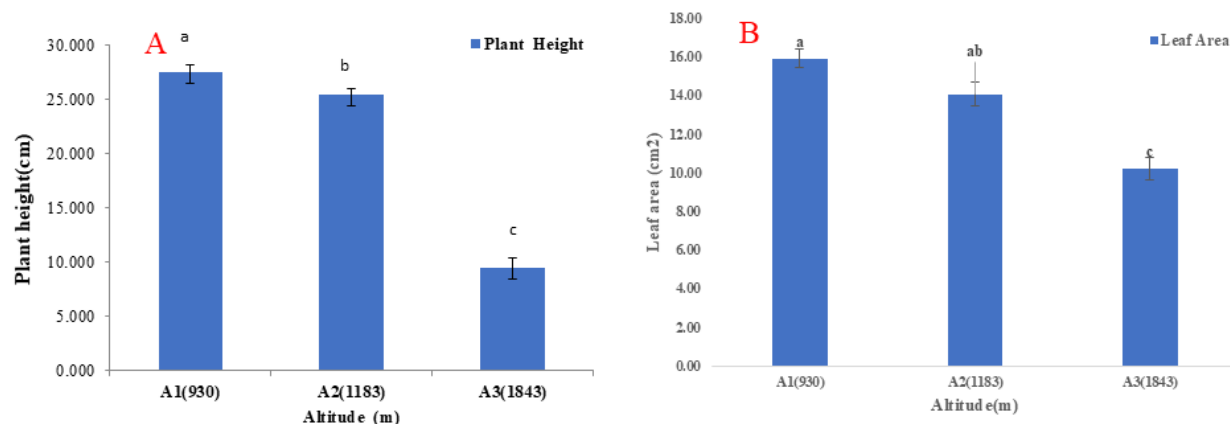 A
a
b
c
Plant Height
30.000
25.000
20.000
15.000
10.000
5.000
0.000
Plant height(cm)
A1(930) A2(1183) A3(1843)
Altitude (m)
B
a
ab
c
Leaf Area
18.00
16.00
14.00
12.00
10.00
8.00
6.00
4.00
2.00
0.00
Leaf area (cm2)
A1(930) A2(1183) A3(1843)
Altitude(m)